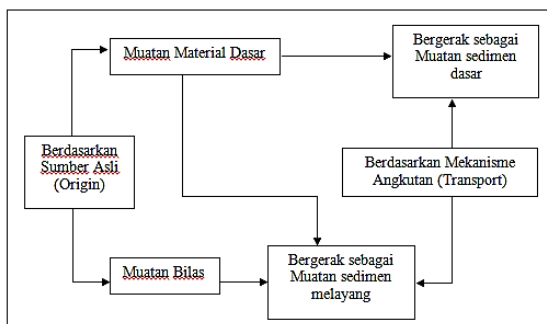 Muatan Material Dasar
Bergerak sebagai
Muatan sedimen
dasar
Berdasarkan
Sumber Asli
(Origin)
Berdasarkan Mekanisme
Angkutan (Transport)
Muatan Bilas
Bergerak sebagai
Muatan sedimen
melayang